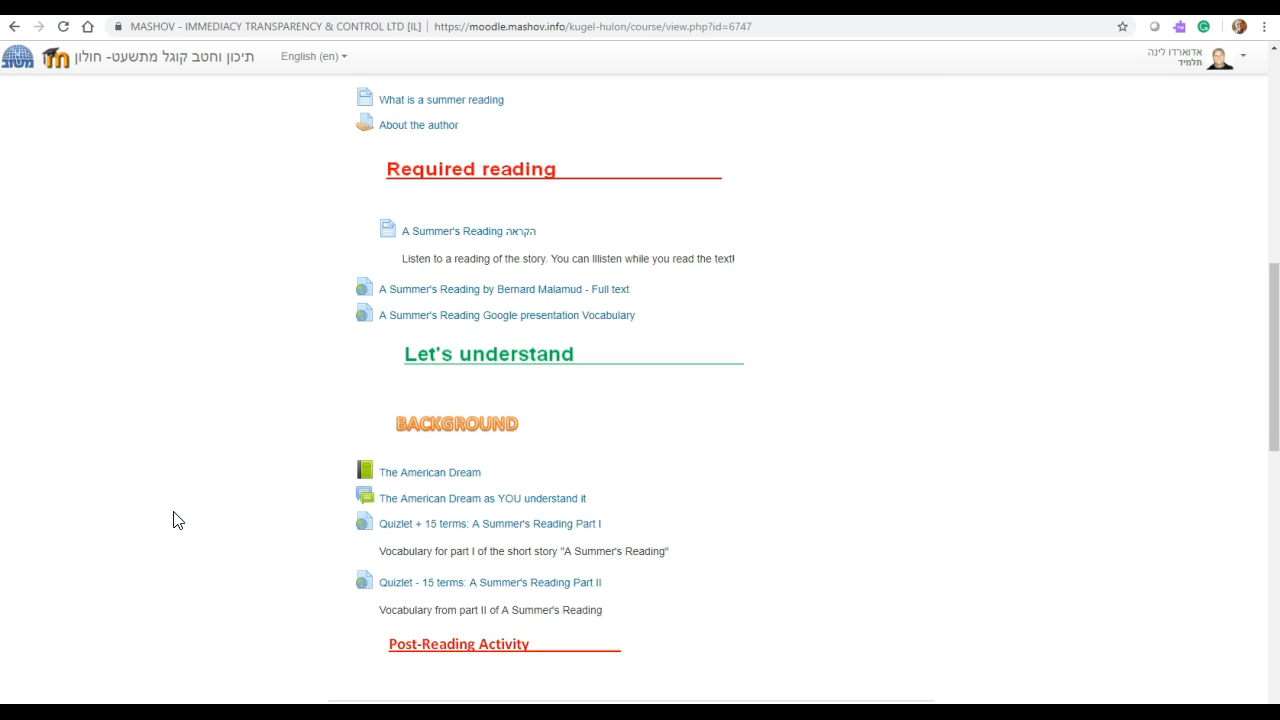 MASHOV - IMMEDIACY TRANSPARENCY & CONTROL LTD [IL] | https://moodle.mashov.info/kugel-hulon/course/view.php?id=6747
משוב תיכון וחטב קוגל מתשעט- חולון English (en)
אדוארדו לינה
תלמיד
What is a summer reading
About the author
Required reading
A Summer's Reading הקראה
Listen to a reading of the story. You can lllisten while you read the text!
A Summer's Reading by Bernard Malamud - Full text
A Summer's Reading Google presentation Vocabulary
Let's understand
BACKGROUND
The American Dream
The American Dream as YOU understand it
Quizlet + 15 terms: A Summer's Reading Part I
Vocabulary for part I of the short story "A Summer's Reading"
Quizlet - 15 terms: A Summer's Reading Part II
Vocabulary from part II of A Summer's Reading
Post-Reading Activity